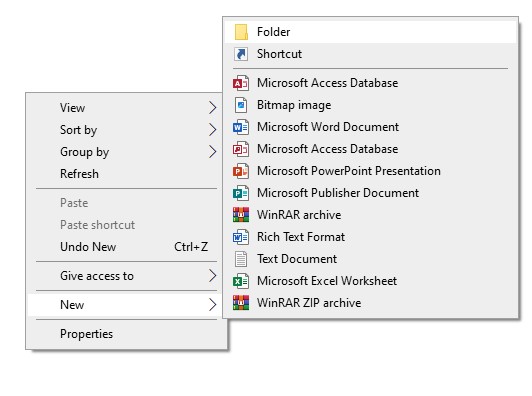 View
Sort by
Group by
Refresh
Paste
Paste shortcut
Undo New Ctrl+Z
Give access to
New
Properties
Folder
Shortcut
Microsoft Access Database
Bitmap image
Microsoft Word Document
Microsoft Access Database
Microsoft PowerPoint Presentation
Microsoft Publisher Document
WinRAR archive
Rich Text Format
Text Document
Microsoft Excel Worksheet
WinRAR ZIP archive